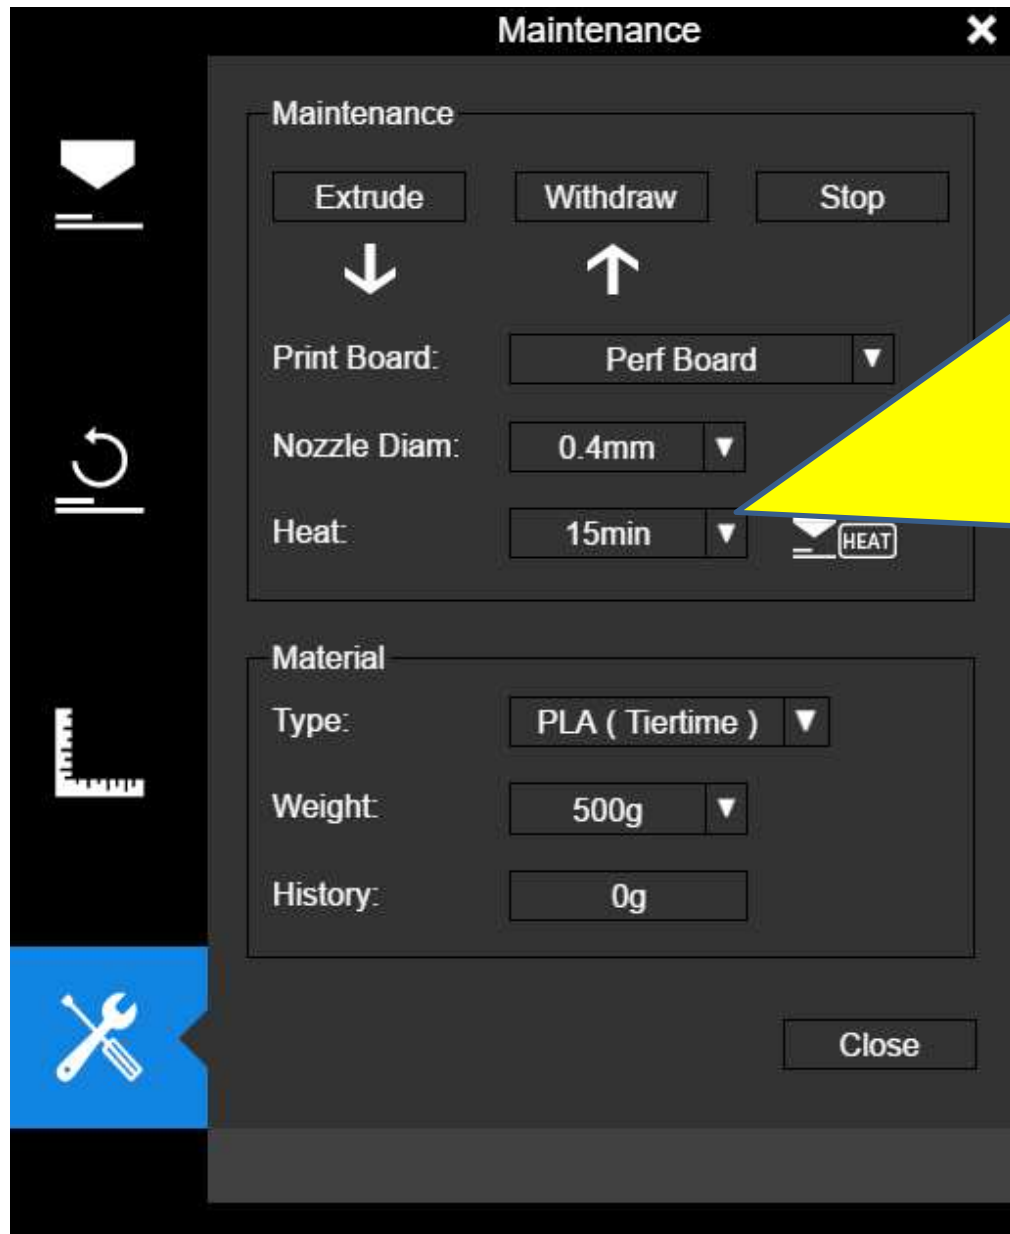 Maintenance
Maintenance
Extrude Withdraw Stop
Print Board: Perf Board
Nozzle Diam: 0.4mm
Heat: 15min HEAT
Material
Type: PLA ( Tiertime )
Weight: 500g
History: 0g
Close